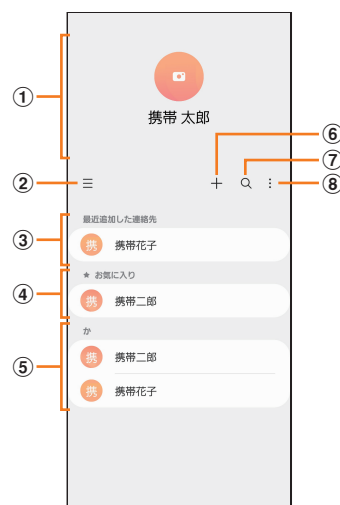 ①
携帯 太郎
⑥
⑦
②
⑧
最近追加した連絡先
③
携 携帯花子
★ お気に入り
④
携 携帯二郎
か
⑤
携 携帯二郎
携 携帯花子